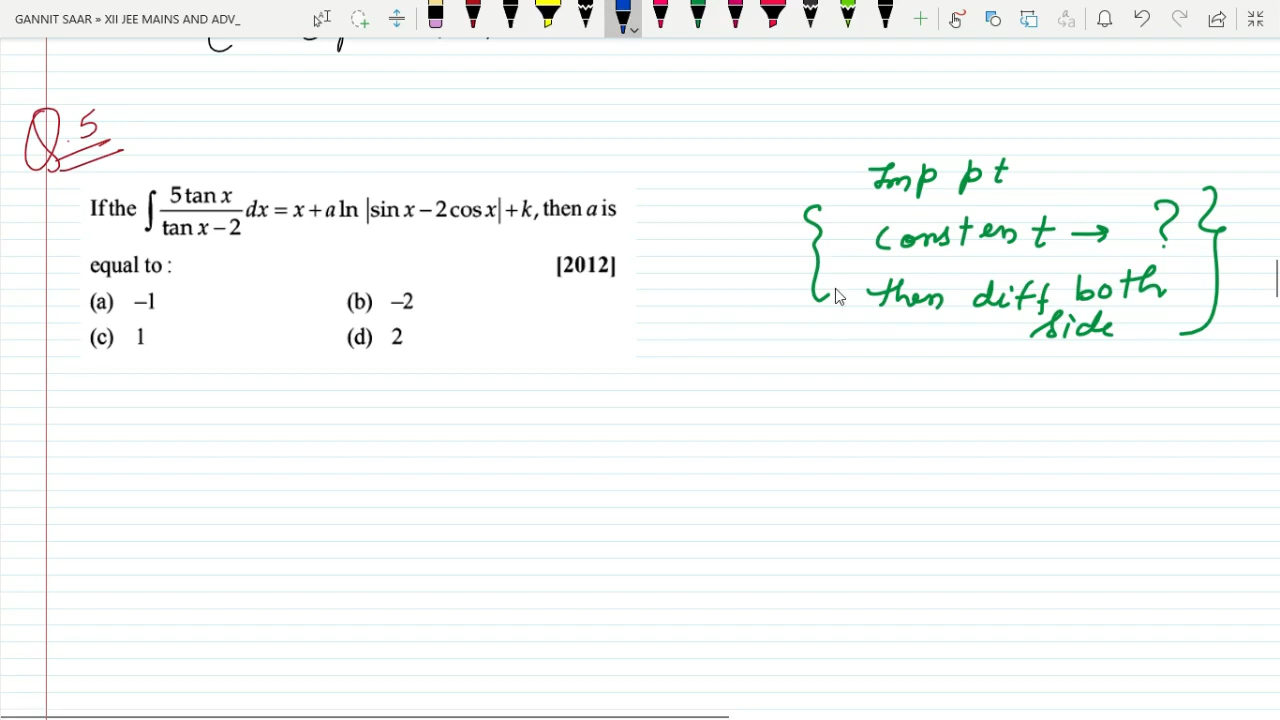 GANNIT SAAR » XII JEE MAINS AND ADV_
Q.5
If the ∫ 5 tan x / tan x – 2 dx = x + a ln |sin x – 2 cos x| + k, then a is
equal to : [2012]
(a) –1 (b) –2
(c) 1 (d) 2
Imp pt
constent → ?
then diff both
side